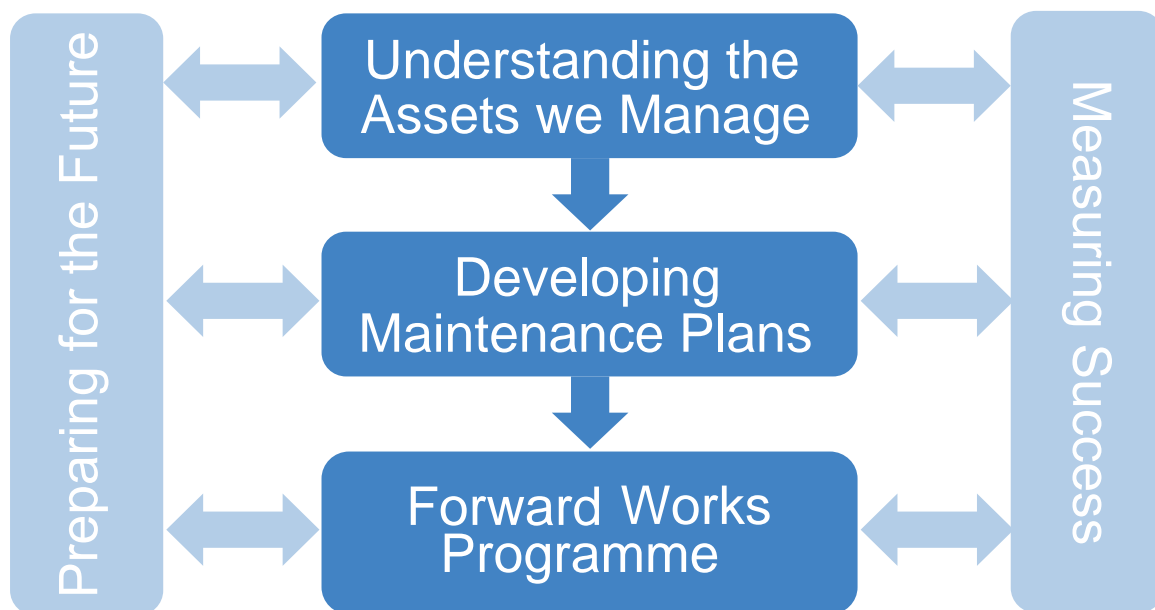 Preparing for the Future
Understanding the
Assets we Manage
Developing
Maintenance Plans
Forward Works
Programme
Measuring Success